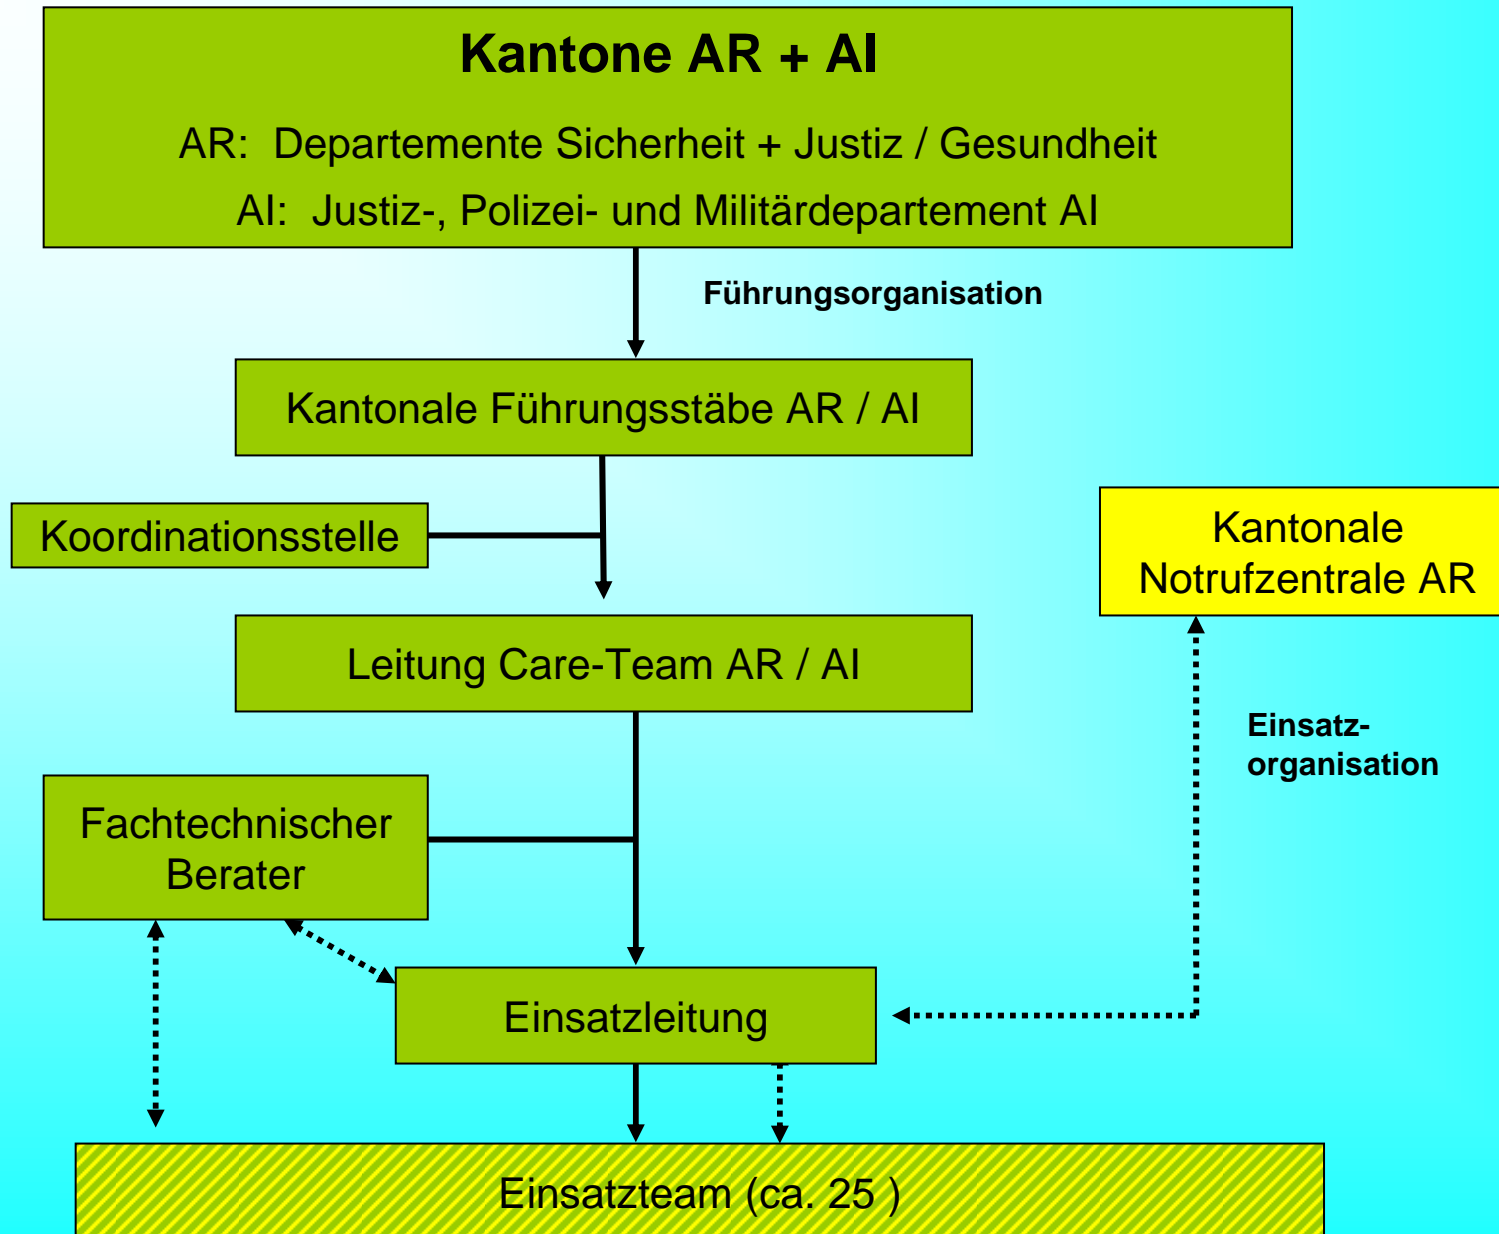 Kantone AR + AI
AR:  Departemente Sicherheit + Justiz / Gesundheit
AI:  Justiz-, Polizei- und Militärdepartement AI
Führungsorganisation
Kantonale Führungsstäbe AR / AI
Koordinationsstelle
Kantonale
Notrufzentrale AR
Leitung Care-Team AR / AI
Einsatz-
organisation
Fachtechnischer
Berater
Einsatzleitung
Einsatzteam (ca. 25 )